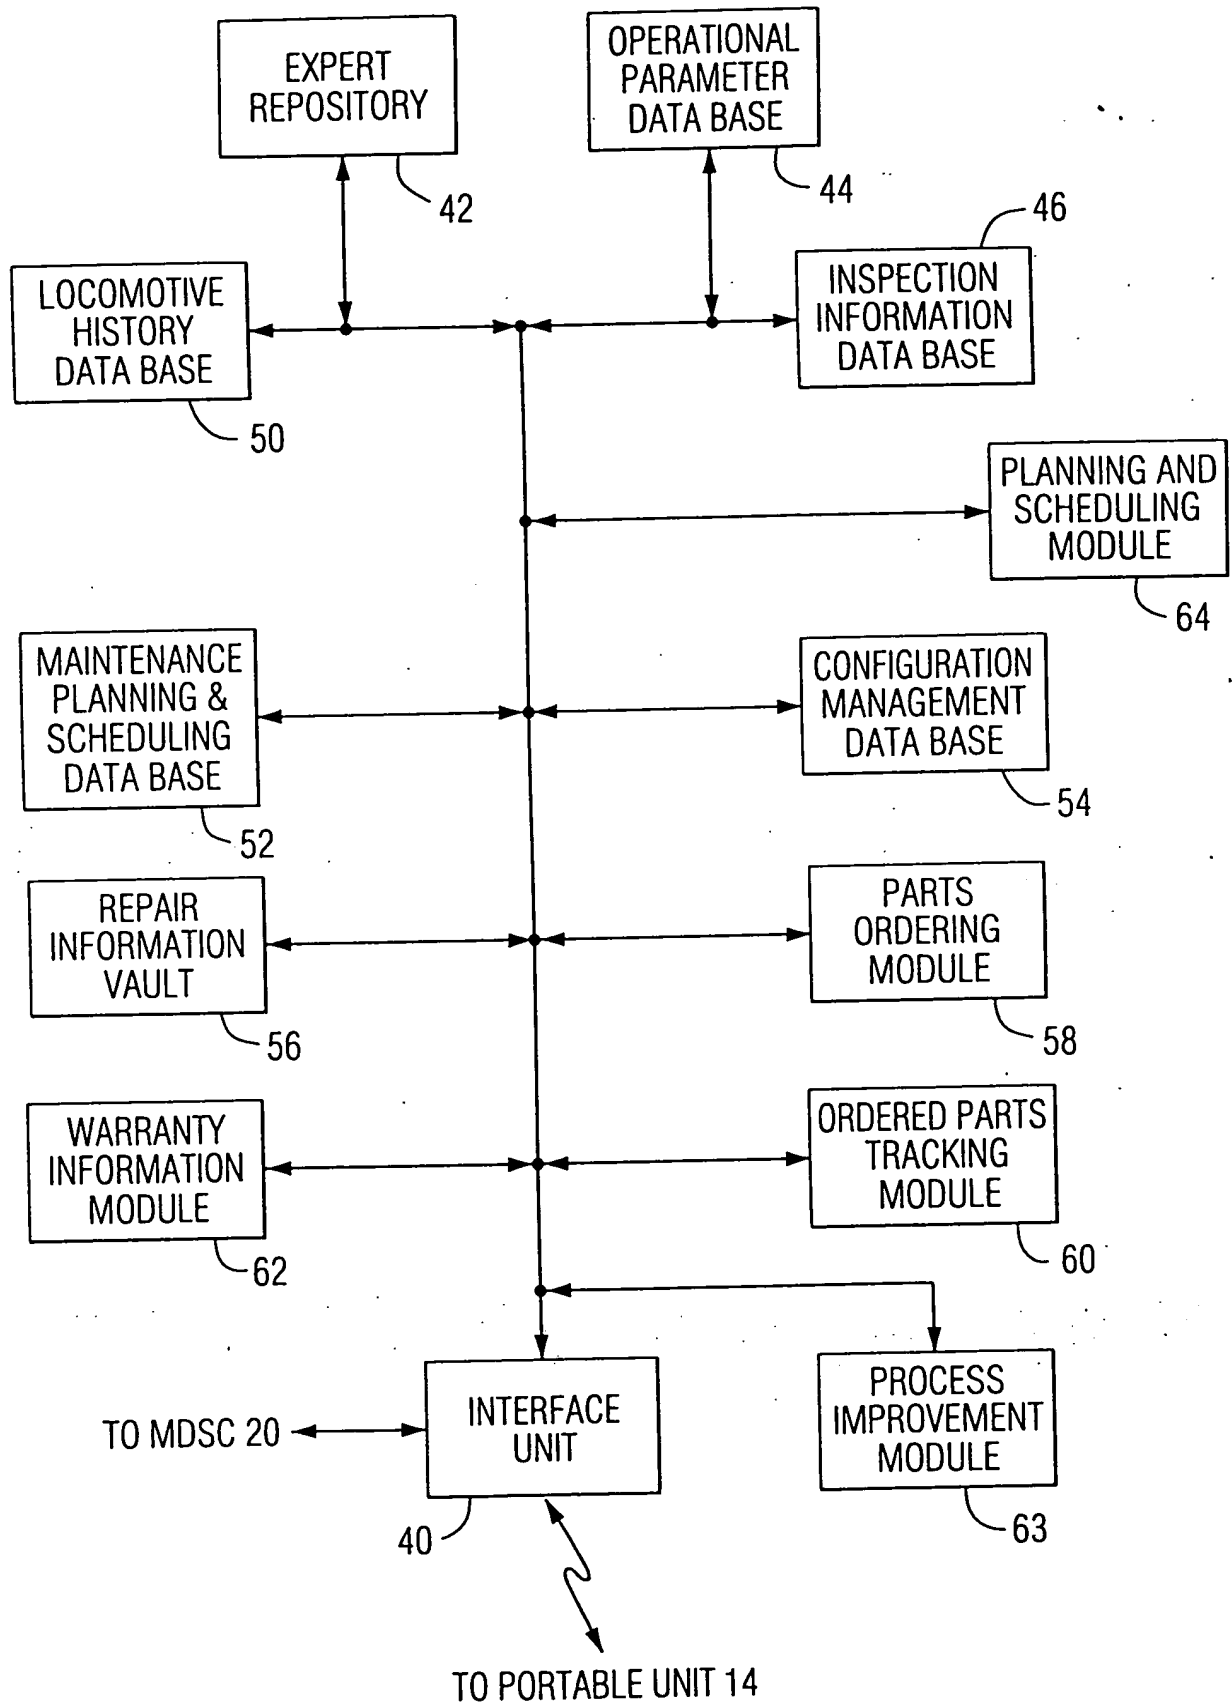 EXPERT
REPOSITORY
42
OPERATIONAL
PARAMETER
DATA BASE
44
46
LOCOMOTIVE
HISTORY
DATA BASE
50
INSPECTION
INFORMATION
DATA BASE
PLANNING AND
SCHEDULING
MODULE
64
MAINTENANCE
PLANNING &
SCHEDULING
DATA BASE
52
CONFIGURATION
MANAGEMENT
DATA BASE
54
REPAIR
INFORMATION
VAULT
56
PARTS
ORDERING
MODULE
58
WARRANTY
INFORMATION
MODULE
62
ORDERED PARTS
TRACKING
MODULE
60
TO MDSC 20
INTERFACE
UNIT
40
PROCESS
IMPROVEMENT
MODULE
63
TO PORTABLE UNIT 14